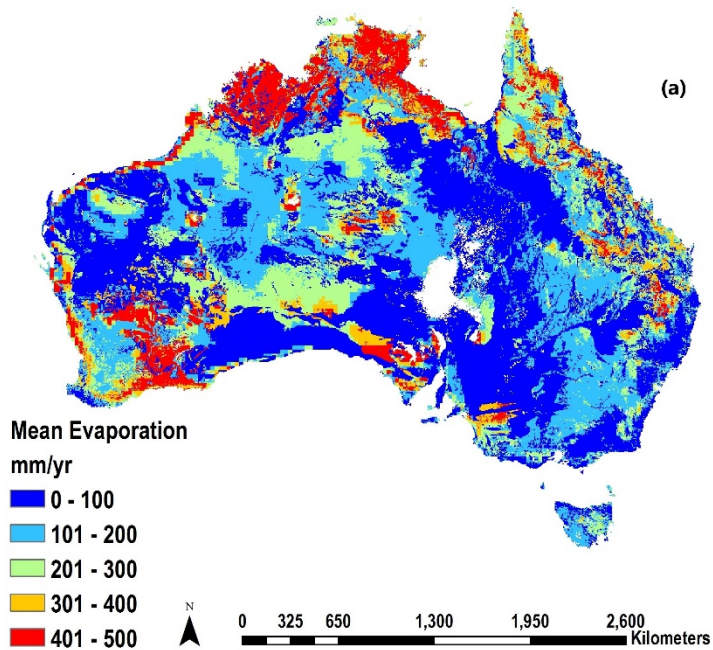 (a)
Mean Evaporation
mm/yr
0 - 100
101 - 200
201 - 300
301 - 400
401 - 500
N
0 325 650 1,300 1,950 2,600
Kilometers